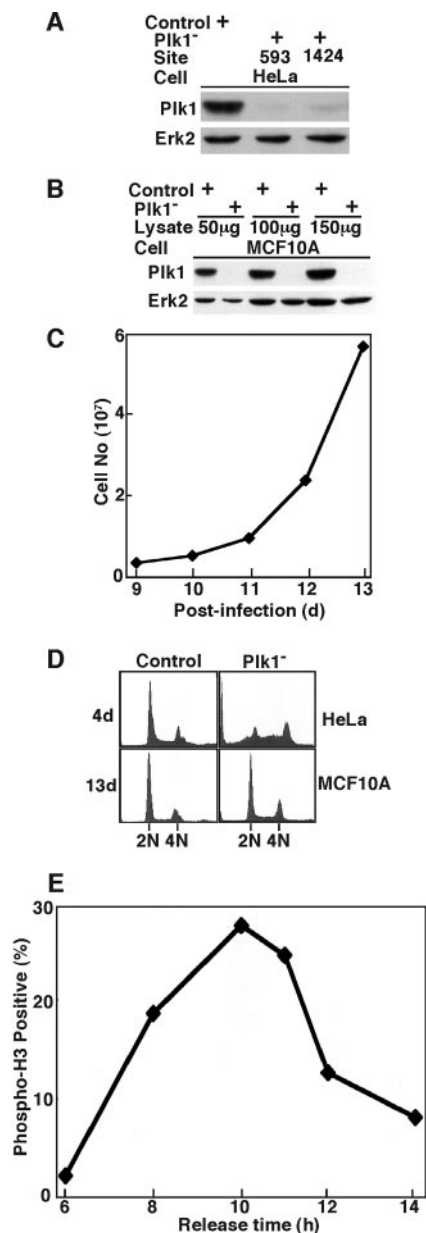 A
Control +
Plk1⁻ + +
Site 593 1424
Cell HeLa
Plk1
Erk2
B
Control + + +
Plk1⁻ + + +
Lysate 50µg 100µg 150µg
Cell MCF10A
Plk1
Erk2
C
6
4
2
0
Cell No (10⁷)
9 10 11 12 13
Post-infection (d)
D
Control Plk1⁻
4d HeLa
13d MCF10A
2N 4N 2N 4N
E
30
20
10
0
Phospho-H3 Positive (%)
6 8 10 12 14
Release time (h)